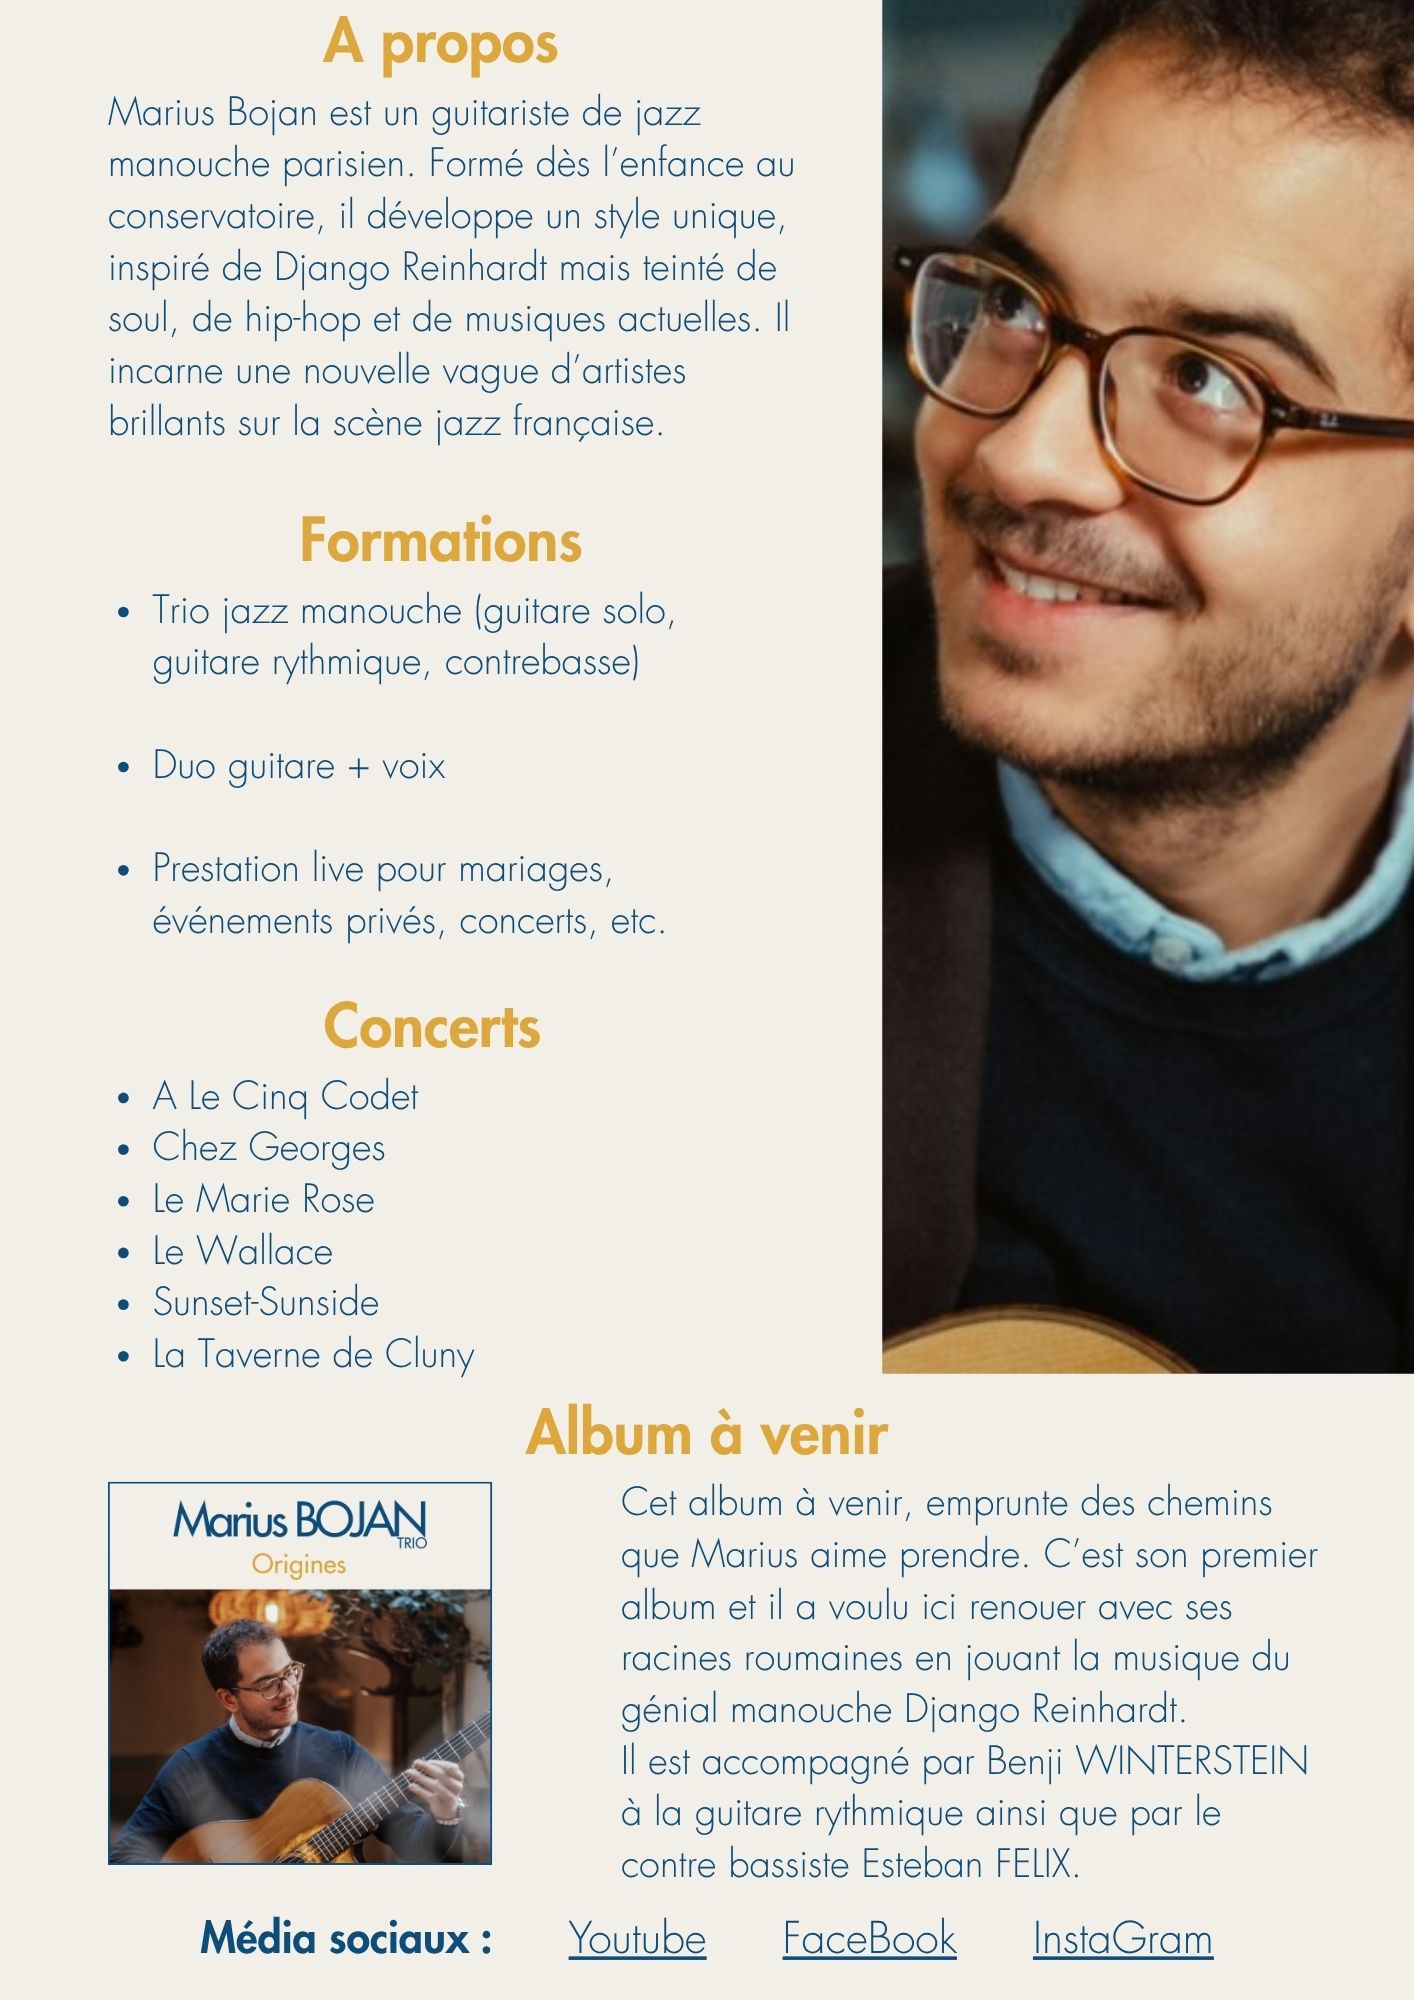 A propos
Marius Bojan est un guitariste de jazz
manouche parisien. Formé dès l’enfance au
conservatoire, il développe un style unique,
inspiré de Django Reinhardt mais teinté de
soul, de hip-hop et de musiques actuelles. Il
incarne une nouvelle vague d’artistes
brillants sur la scène jazz française.
Formations
• Trio jazz manouche (guitare solo,
guitare rythmique, contrebasse)
• Duo guitare + voix
• Prestation live pour mariages,
événements privés, concerts, etc.
Concerts
• A Le Cinq Codet
• Chez Georges
• Le Marie Rose
• Le Wallace
• Sunset-Sunside
• La Taverne de Cluny
Album à venir
Marius BOJAN
TRIO
Origines
Cet album à venir, emprunte des chemins
que Marius aime prendre. C’est son premier
album et il a voulu ici renouer avec ses
racines roumaines en jouant la musique du
génial manouche Django Reinhardt.
Il est accompagné par Benji WINTERSTEIN
à la guitare rythmique ainsi que par le
contre bassiste Esteban FELIX.
Média sociaux : Youtube FaceBook InstaGram